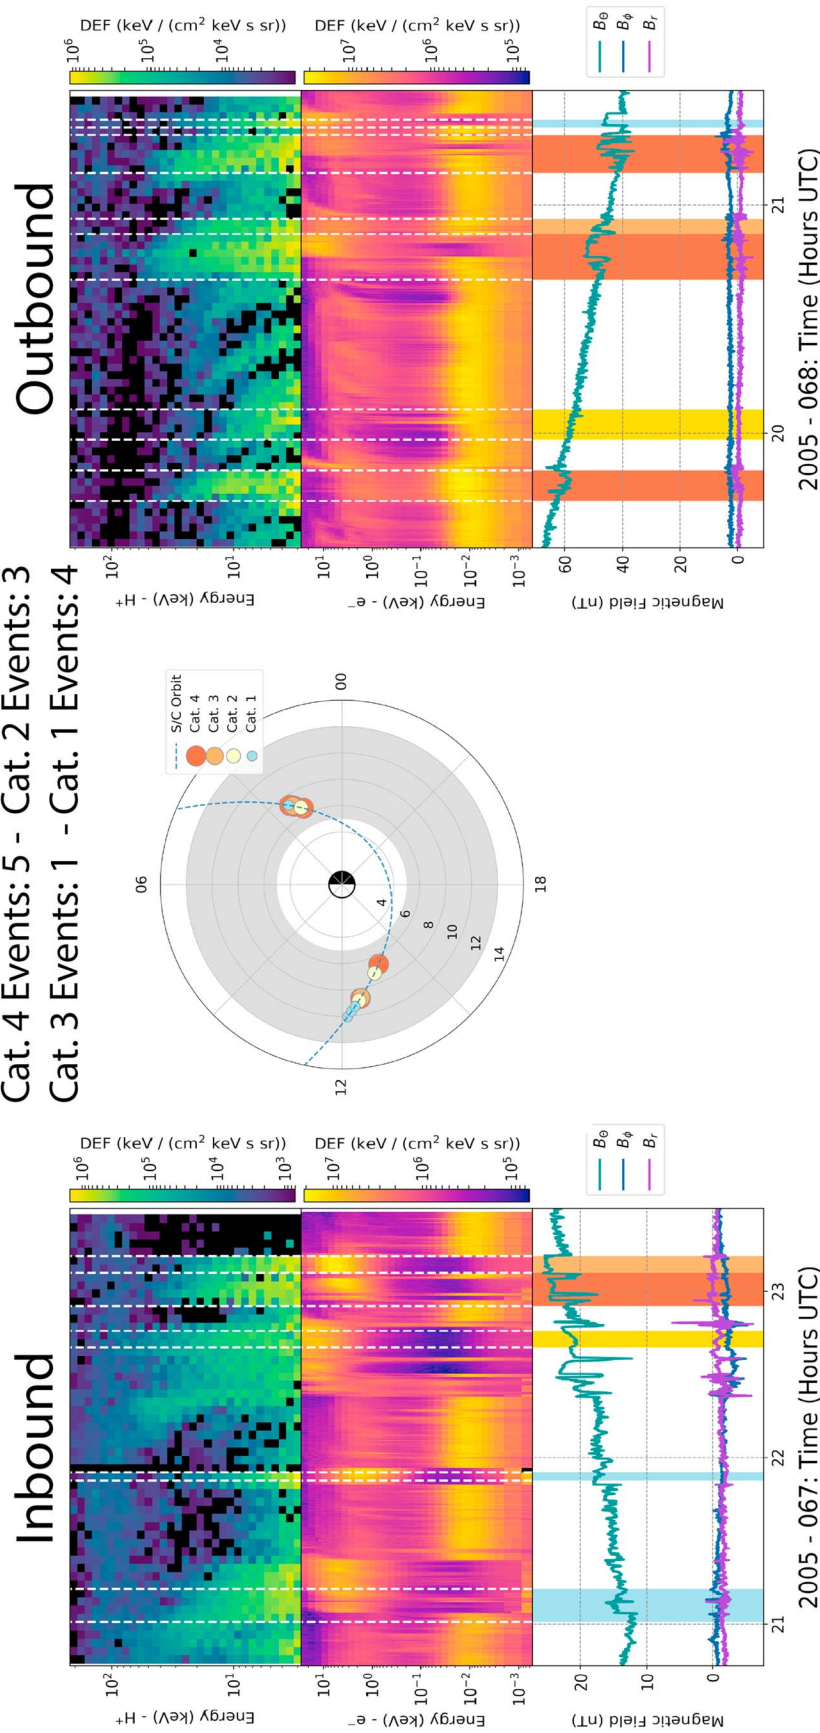 Cat. 4 Events: 5 - Cat. 2 Events: 3
Cat. 3 Events: 1 - Cat. 1 Events: 4
Inbound
Energy (keV) - H⁺
10²
10¹
DEF (keV / (cm² keV s sr))
10⁶
10⁵
10⁴
10³
Energy (keV) - e⁻
10¹
10⁰
10⁻¹
10⁻²
10⁻³
DEF (keV / (cm² keV s sr))
10⁷
10⁶
10⁵
Magnetic Field (nT)
20
10
0
B_Θ
B_ϕ
B_r
21
22
23
2005 - 067: Time (Hours UTC)
06
12
00
18
4
6
8
10
12
14
S/C Orbit
Cat. 4
Cat. 3
Cat. 2
Cat. 1
Outbound
Energy (keV) - H⁺
10²
10¹
DEF (keV / (cm² keV s sr))
10⁶
10⁵
10⁴
Energy (keV) - e⁻
10¹
10⁰
10⁻¹
10⁻²
10⁻³
DEF (keV / (cm² keV s sr))
10⁷
10⁶
10⁵
Magnetic Field (nT)
60
40
20
0
B_Θ
B_ϕ
B_r
20
21
2005 - 068: Time (Hours UTC)